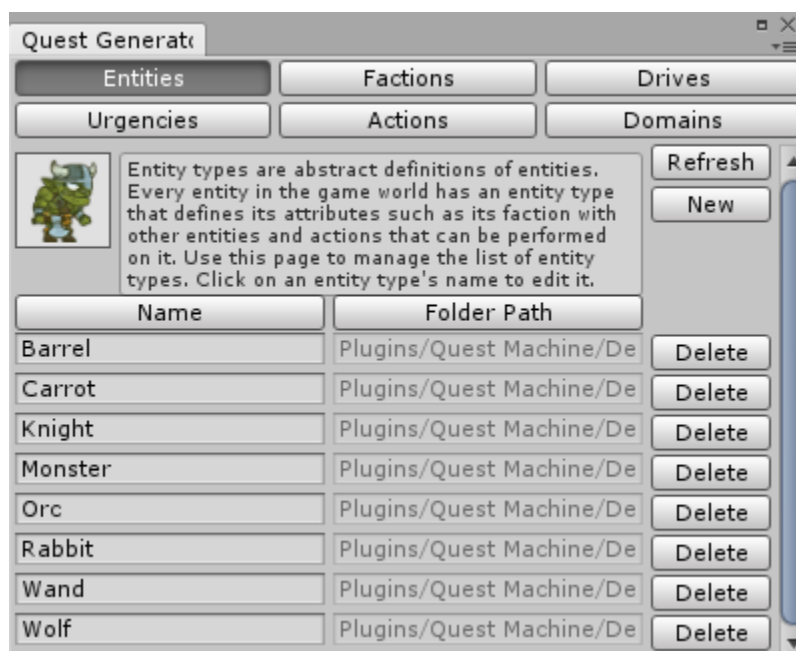 Quest Generato
Entities Factions Drives
Urgencies Actions Domains
Entity types are abstract definitions of entities.
Every entity in the game world has an entity type
that defines its attributes such as its faction with
other entities and actions that can be performed
on it. Use this page to manage the list of entity
types. Click on an entity type's name to edit it.
Refresh
New
Name Folder Path
Barrel Plugins/Quest Machine/De Delete
Carrot Plugins/Quest Machine/De Delete
Knight Plugins/Quest Machine/De Delete
Monster Plugins/Quest Machine/De Delete
Orc Plugins/Quest Machine/De Delete
Rabbit Plugins/Quest Machine/De Delete
Wand Plugins/Quest Machine/De Delete
Wolf Plugins/Quest Machine/De Delete